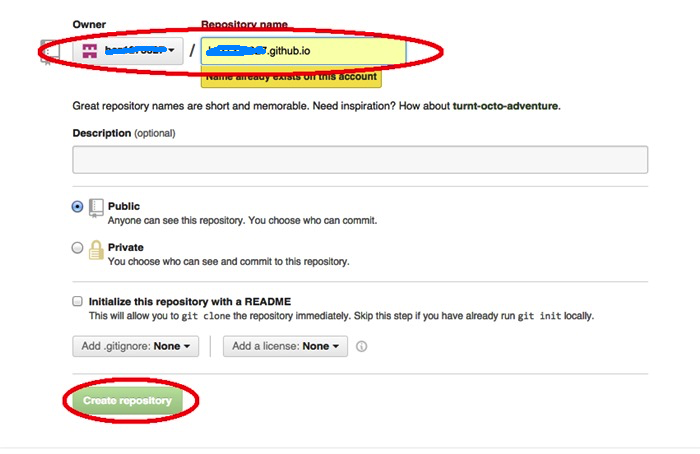 Owner Repository name
/ .github.io
Name already exists on this account
Great repository names are short and memorable. Need inspiration? How about turnt-octo-adventure.
Description (optional)
Public
Anyone can see this repository. You choose who can commit.
Private
You choose who can see and commit to this repository.
Initialize this repository with a README
This will allow you to git clone the repository immediately. Skip this step if you have already run git init locally.
Add .gitignore: None Add a license: None
Create repository